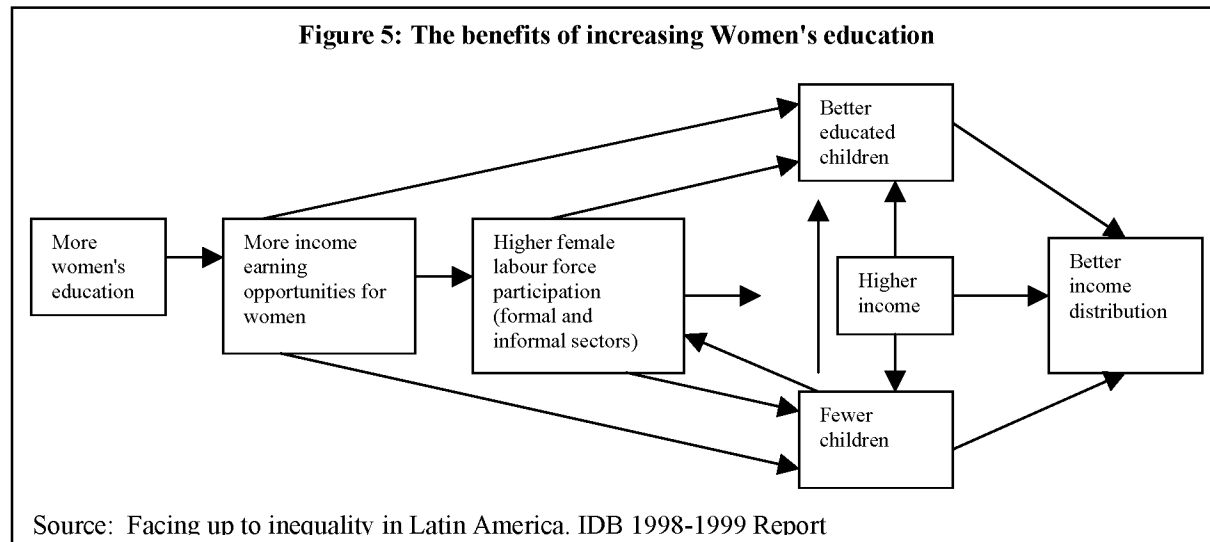 Figure 5: The benefits of increasing Women's education
Better
educated
children
More
women's
education
More income
earning
opportunities for
women
Higher female
labour force
participation
(formal and
informal sectors)
Higher
income
Better
income
distribution
Fewer
children
Source: Facing up to inequality in Latin America. IDB 1998-1999 Report